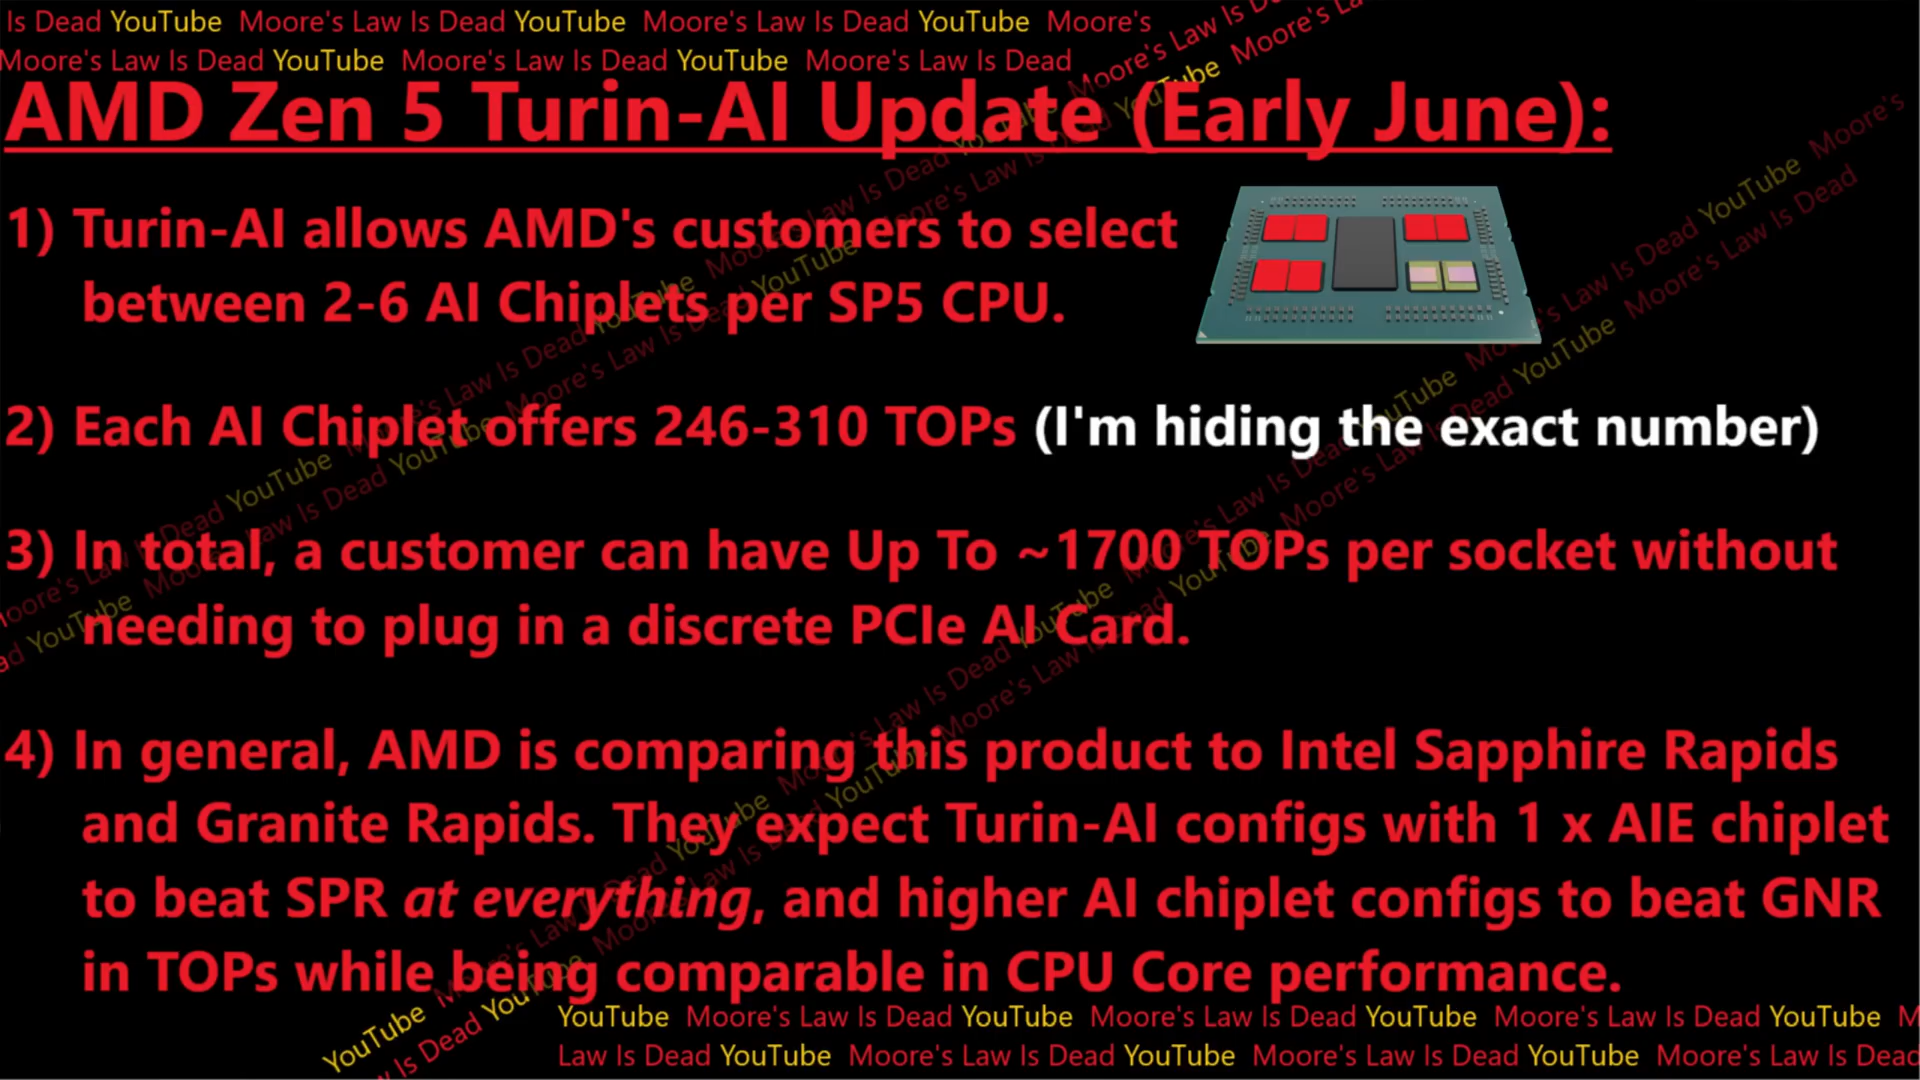 Is Dead YouTube Moore's Law Is Dead YouTube Moore's Law Is Dead YouTube Moore's
Moore's Law Is Dead YouTube Moore's Law Is Dead YouTube Moore's Law Is Dead
AMD Zen 5 Turin-AI Update (Early June):
1) Turin-AI allows AMD's customers to select
between 2-6 AI Chiplets per SP5 CPU.
2) Each AI Chiplet offers 246-310 TOPs (I'm hiding the exact number)
3) In total, a customer can have Up To ~1700 TOPs per socket without
needing to plug in a discrete PCIe AI Card.
4) In general, AMD is comparing this product to Intel Sapphire Rapids
and Granite Rapids. They expect Turin-AI configs with 1 x AIE chiplet
to beat SPR at everything, and higher AI chiplet configs to beat GNR
in TOPs while being comparable in CPU Core performance.
YouTube Moore's Law Is Dead YouTube Moore's Law Is Dead YouTube Moore's Law Is Dead YouTube M
Law Is Dead YouTube Moore's Law Is Dead YouTube Moore's Law Is Dead YouTube Moore's Law Is Dead